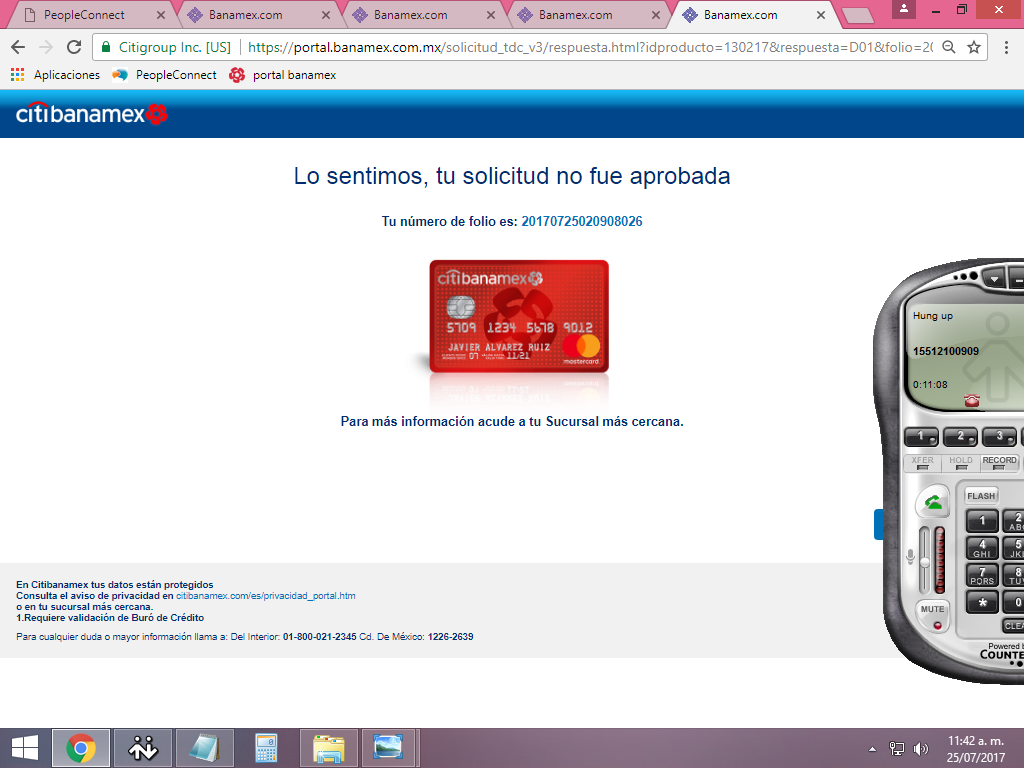 PeopleConnect
Banamex.com
Banamex.com
Banamex.com
Banamex.com
Citigroup Inc. [US]
https://portal.banamex.com.mx/solicitud_tdc_v3/respuesta.html?idproducto=130217&respuesta=D01&folio=20
Aplicaciones
PeopleConnect
portal banamex
citibanamex
Lo sentimos, tu solicitud no fue aprobada
Tu número de folio es: 20170725020908026
citibanamex
5709 1234 5678 9012
07 11/21
JAVIER ALVAREZ RUIZ
mastercard
Para más información acude a tu Sucursal más cercana.
Hung up
15512100909
0:11:08
1 2 3
XFER HOLD RECORD
FLASH
1 2
4 5
GHI
7 8
PQRS
* 0
MUTE
Powered
COUNTE
En Citibanamex tus datos están protegidos
Consulta el aviso de privacidad en citibanamex.com/es/privacidad_portal.htm
o en tu sucursal más cercana.
1.Requiere validación de Buró de Crédito
Para cualquier duda o mayor información llama a: Del Interior: 01-800-021-2345 Cd. De México: 1226-2639
11:42 a. m.
25/07/2017